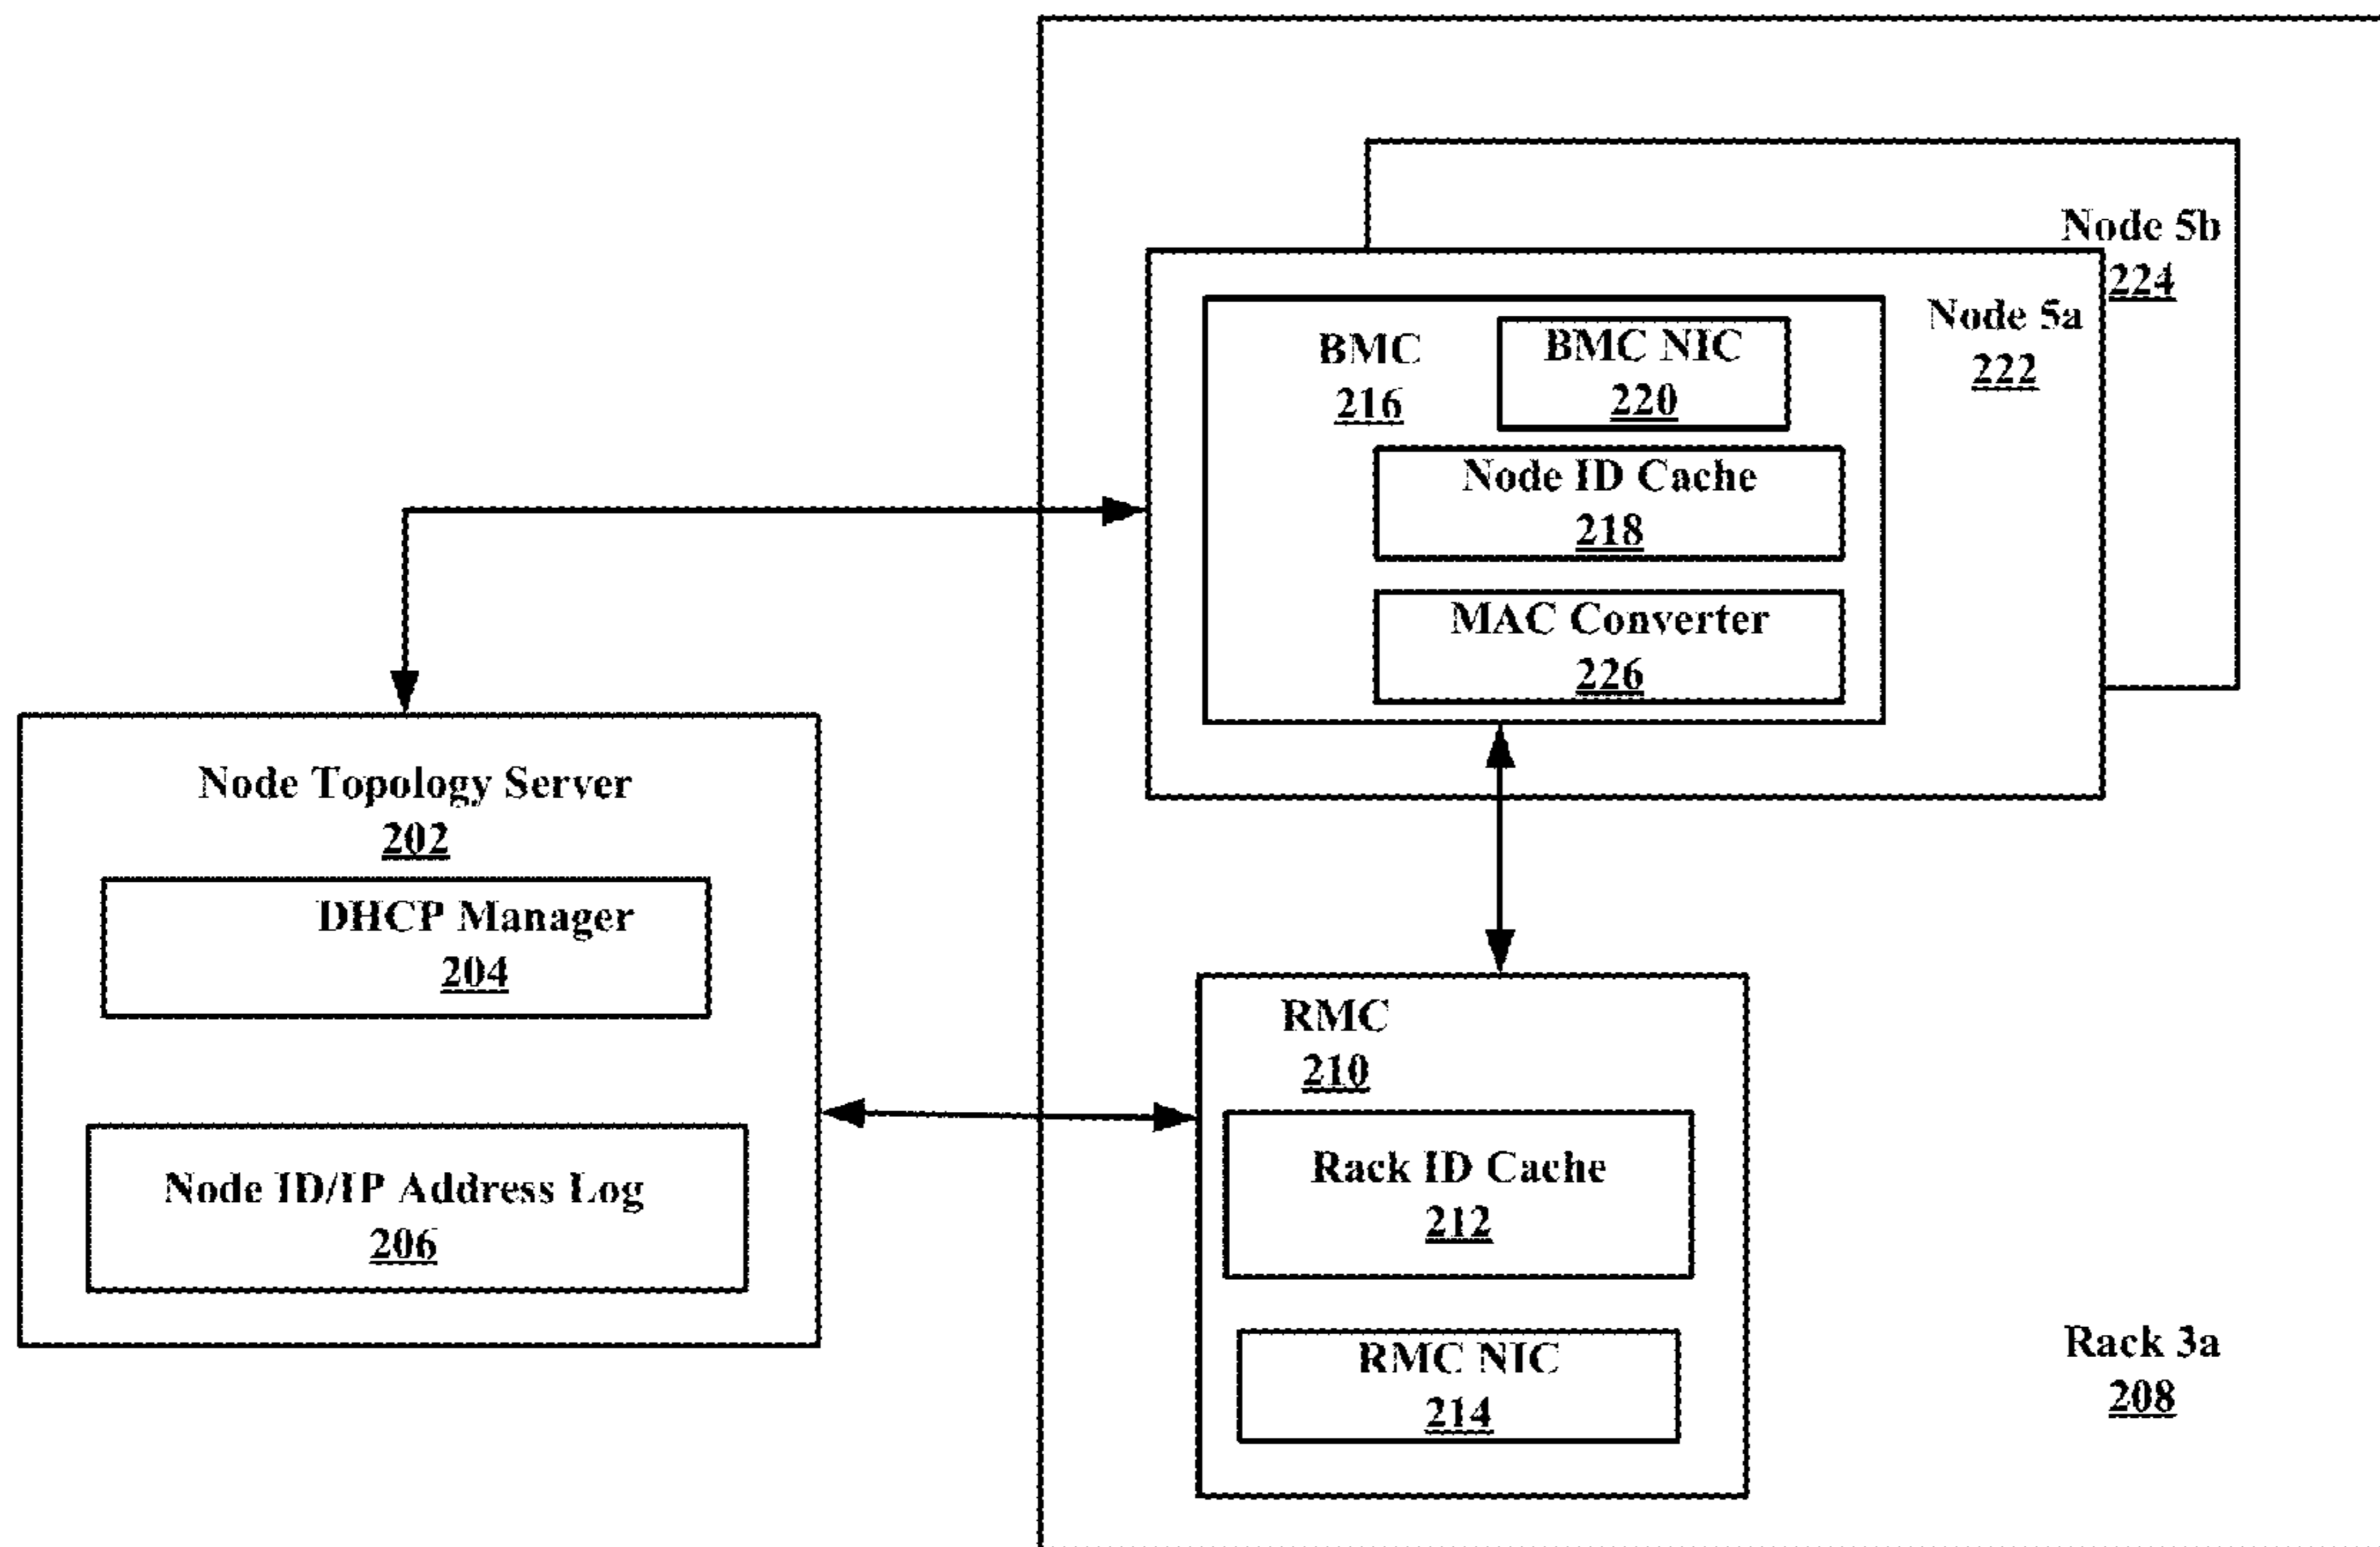 Node 5b
224
Node 5a
222
BMC
216
BMC NIC
220
Node ID Cache
218
MAC Converter
226
Node Topology Server
202
DHCP Manager
204
Node ID/IP Address Log
206
RMC
210
Rack ID Cache
212
RMC NIC
214
Rack 3a
208